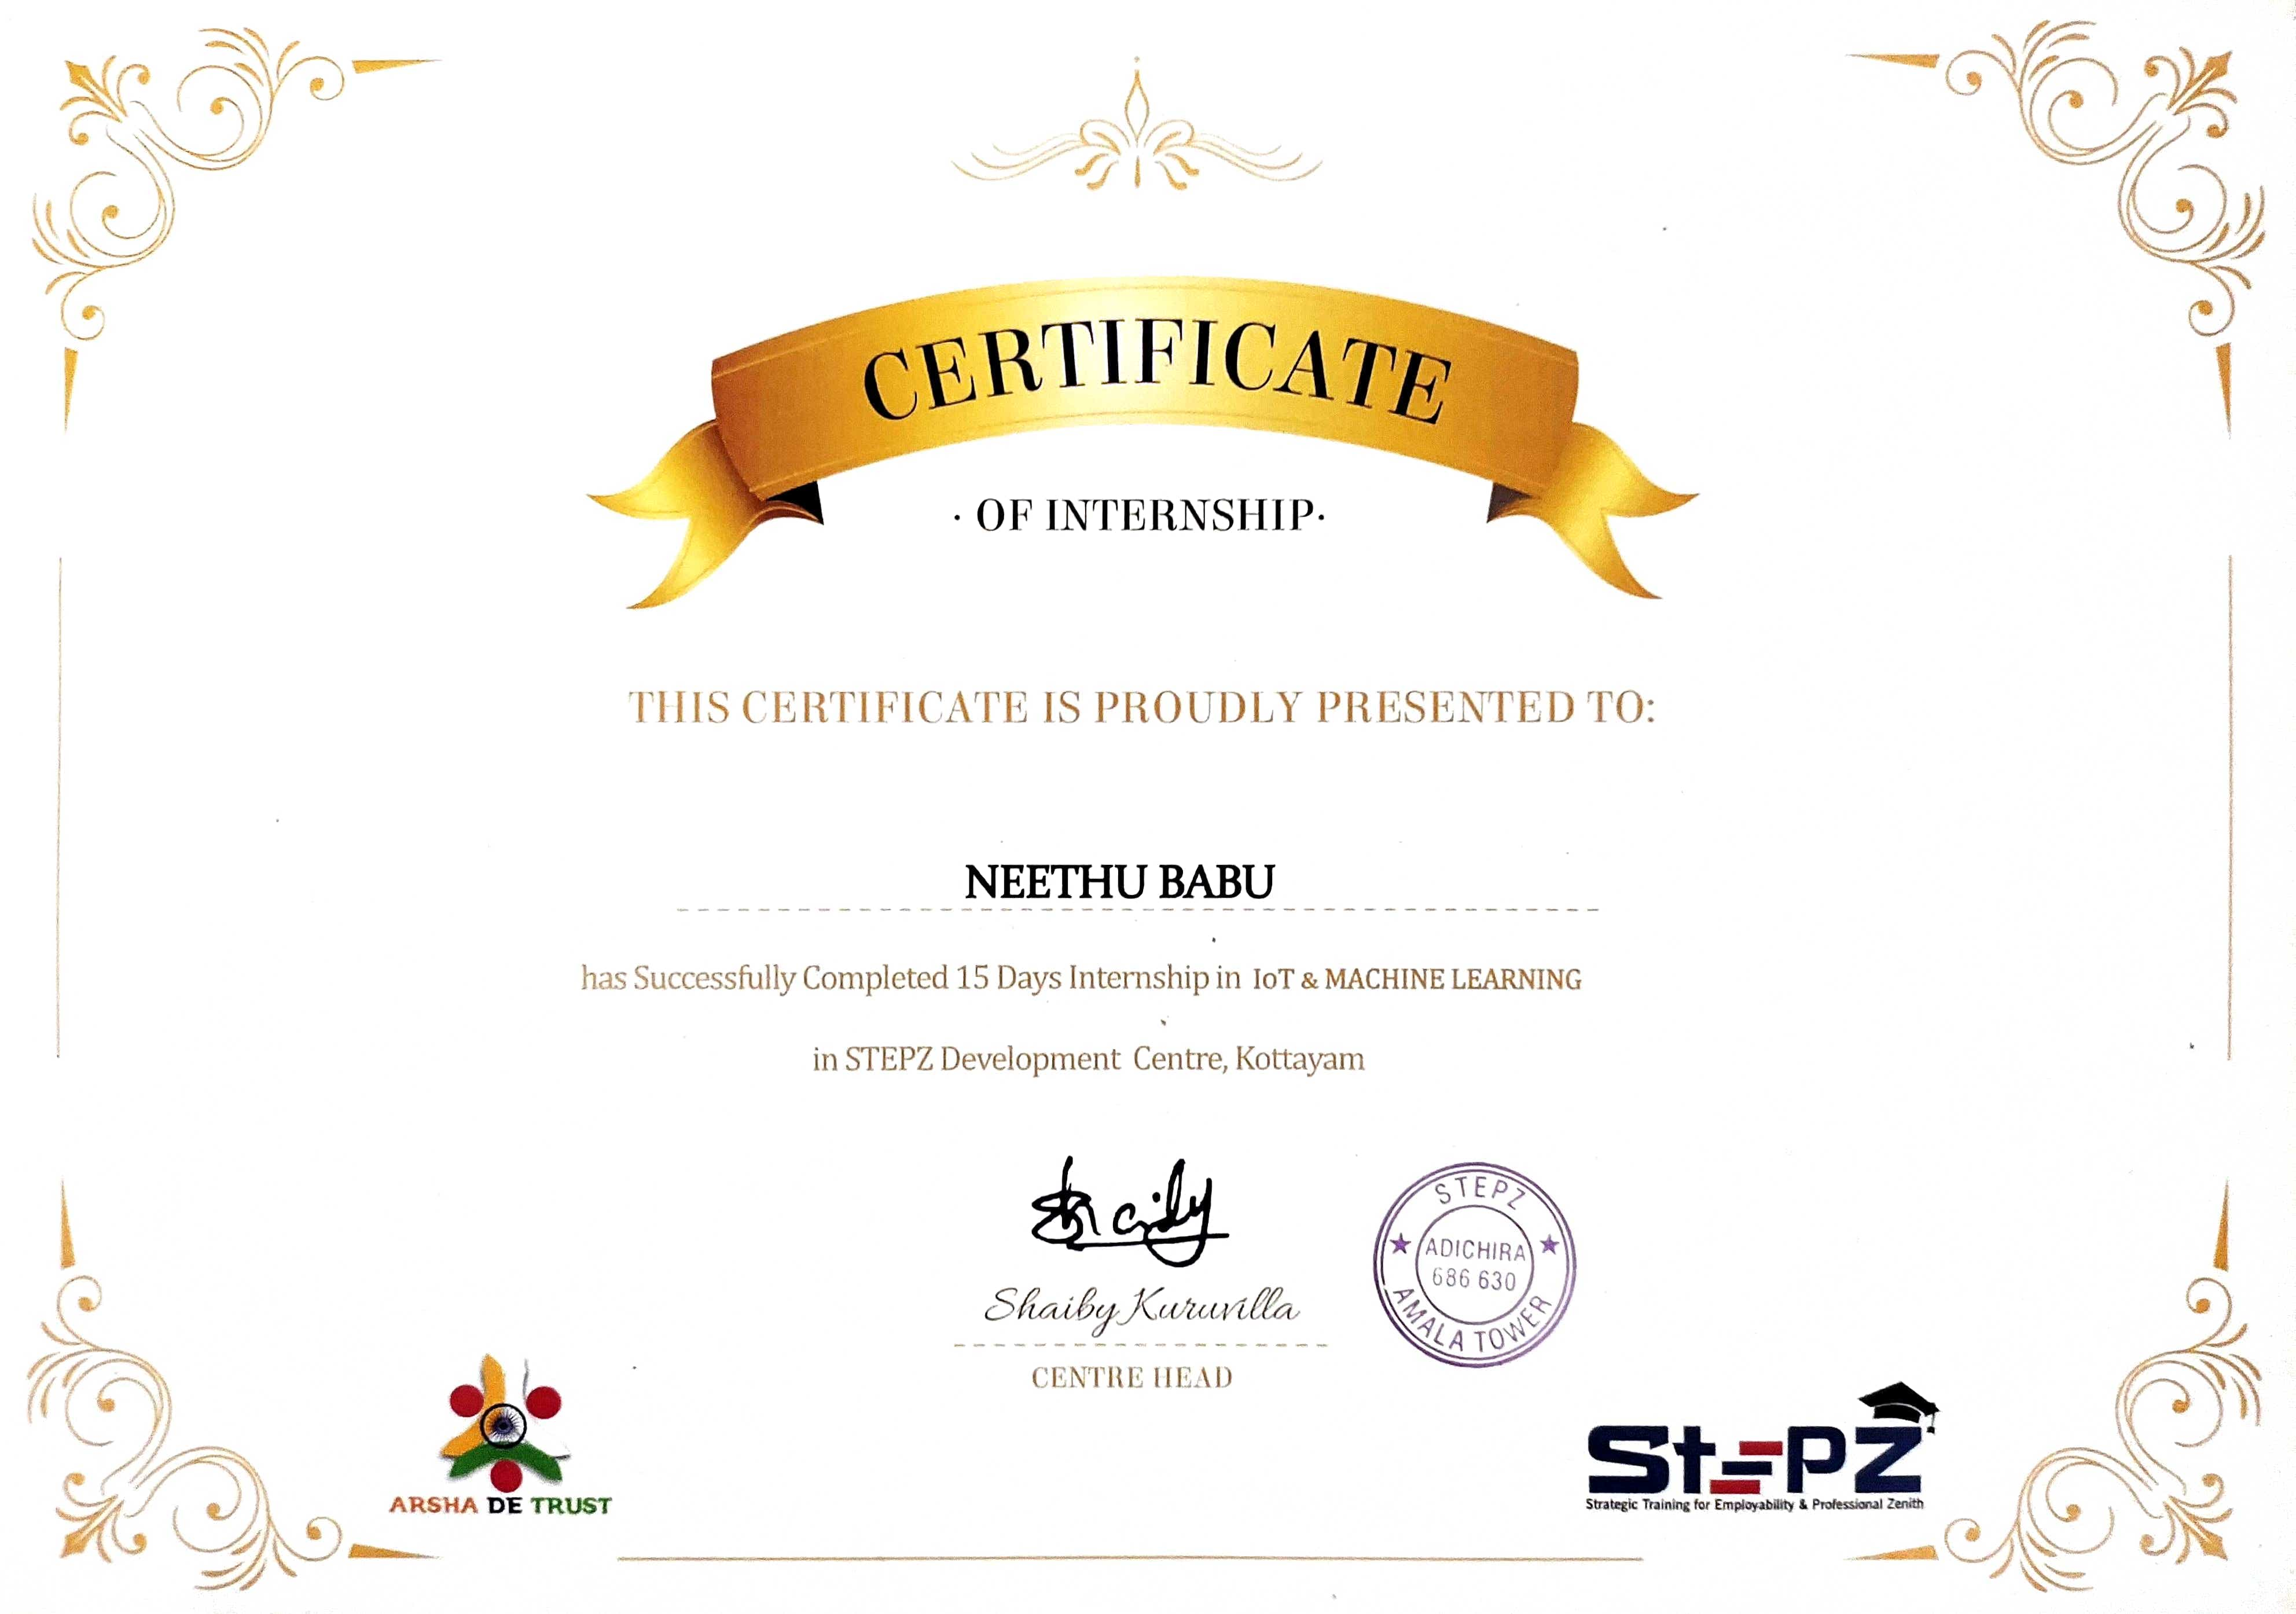 CERTIFICATE
· OF INTERNSHIP·
THIS CERTIFICATE IS PROUDLY PRESENTED TO:
NEETHU BABU
has Successfully Completed 15 Days Internship in IoT & MACHINE LEARNING
in STEPZ Development Centre, Kottayam
Shaiby
Shaiby Kuruvilla
CENTRE HEAD
STEPZ
ADICHIRA
686 630
AMALA TOWER
ARSHA DE TRUST
StEPZ
Strategic Training for Employability & Professional Zenith